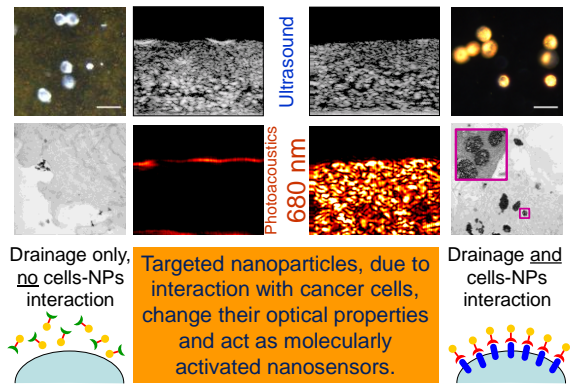 Ultrasound
Photoacoustics
680 nm
Drainage only,
no cells-NPs
interaction
Targeted nanoparticles, due to
interaction with cancer cells,
change their optical properties
and act as molecularly
activated nanosensors.
Drainage and
cells-NPs
interaction